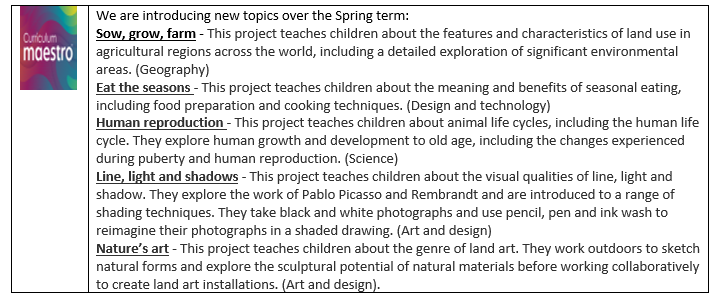 Curriculum
maestro
We are introducing new topics over the Spring term:
Sow, grow, farm - This project teaches children about the features and characteristics of land use in
agricultural regions across the world, including a detailed exploration of significant environmental
areas. (Geography)
Eat the seasons - This project teaches children about the meaning and benefits of seasonal eating,
including food preparation and cooking techniques. (Design and technology)
Human reproduction - This project teaches children about animal life cycles, including the human life
cycle. They explore human growth and development to old age, including the changes experienced
during puberty and human reproduction. (Science)
Line, light and shadows - This project teaches children about the visual qualities of line, light and
shadow. They explore the work of Pablo Picasso and Rembrandt and are introduced to a range of
shading techniques. They take black and white photographs and use pencil, pen and ink wash to
reimagine their photographs in a shaded drawing. (Art and design)
Nature's art - This project teaches children about the genre of land art. They work outdoors to sketch
natural forms and explore the sculptural potential of natural materials before working collaboratively
to create land art installations. (Art and design).